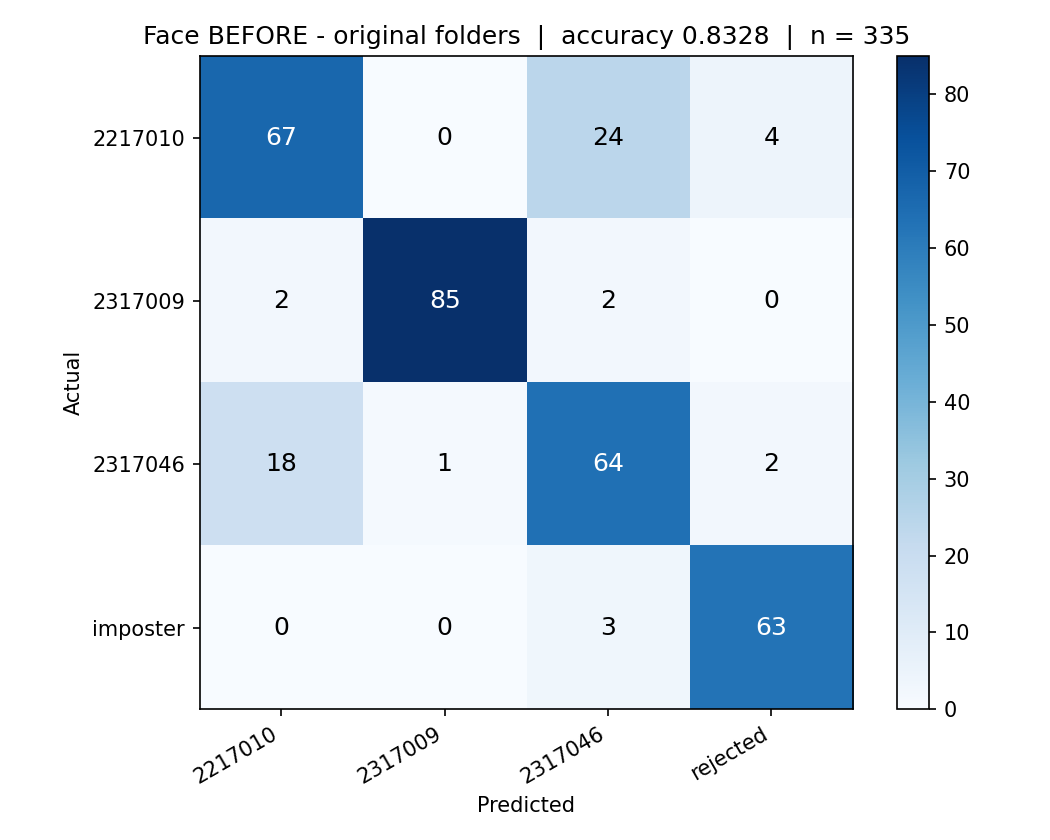 Face BEFORE - original folders  |  accuracy 0.8328  |  n = 335
Actual
2217010
67 0 24 4
2317009
2 85 2 0
2317046
18 1 64 2
imposter
0 0 3 63
2217010 2317009 2317046 rejected
Predicted
80
70
60
50
40
30
20
10
0